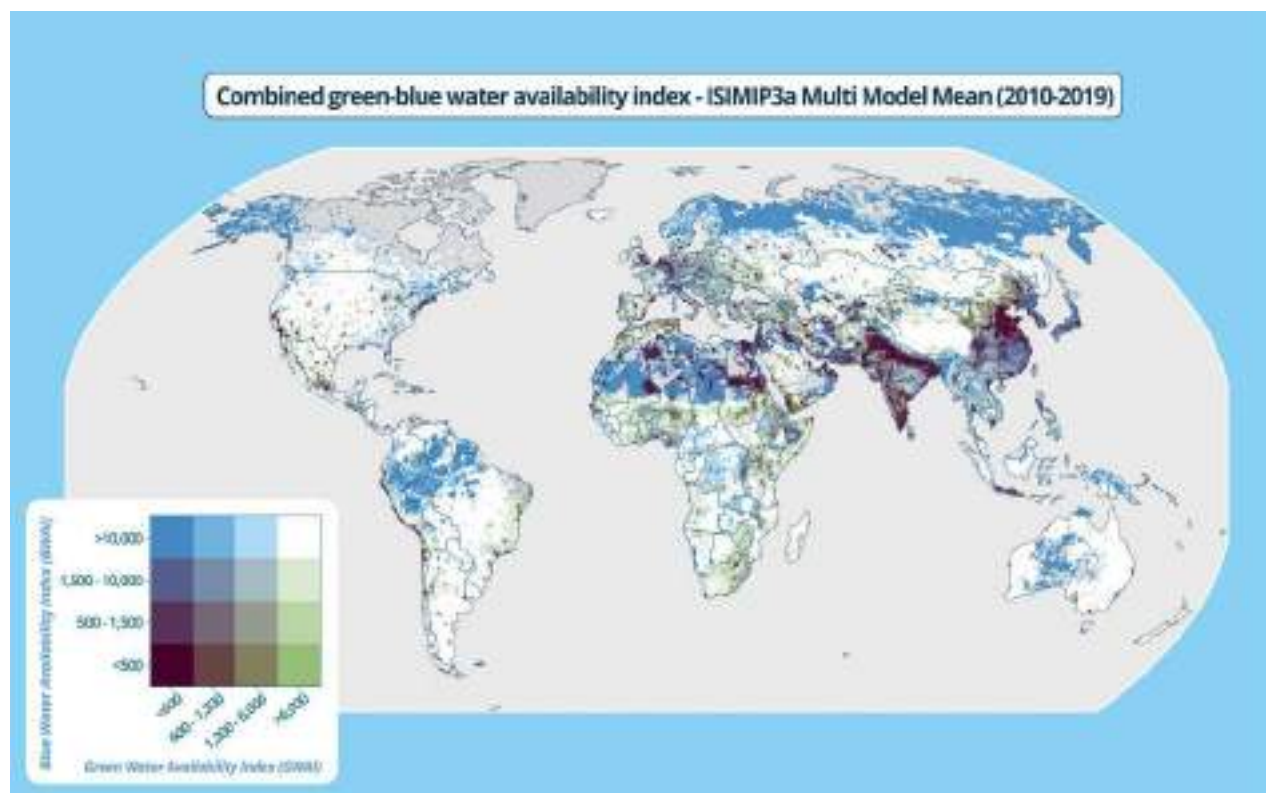 Combined green-blue water availability index - ISIMIP3a Multi Model Mean (2010-2019)
Blue Water Availability Index (BWAI)
>10,000
1,500 - 10,000
500 - 1,500
<500
<600
600 - 1,200
1,200 - 6,000
>6,000
Green Water Availability Index (GWAI)